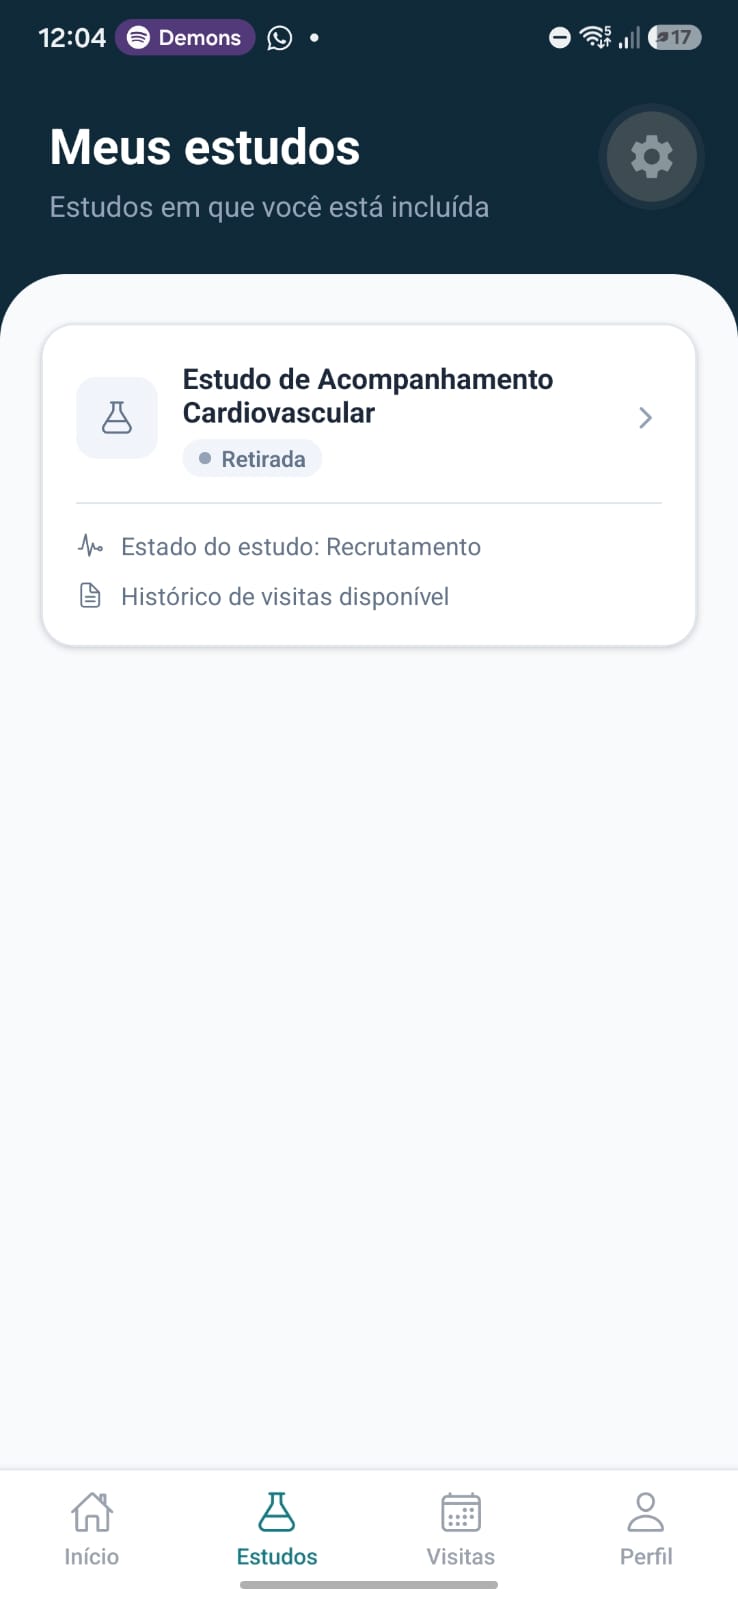 12:04 Demons 5 17
Meus estudos
Estudos em que você está incluída
Estudo de Acompanhamento
Cardiovascular
Retirada
Estado do estudo: Recrutamento
Histórico de visitas disponível
Início Estudos Visitas Perfil